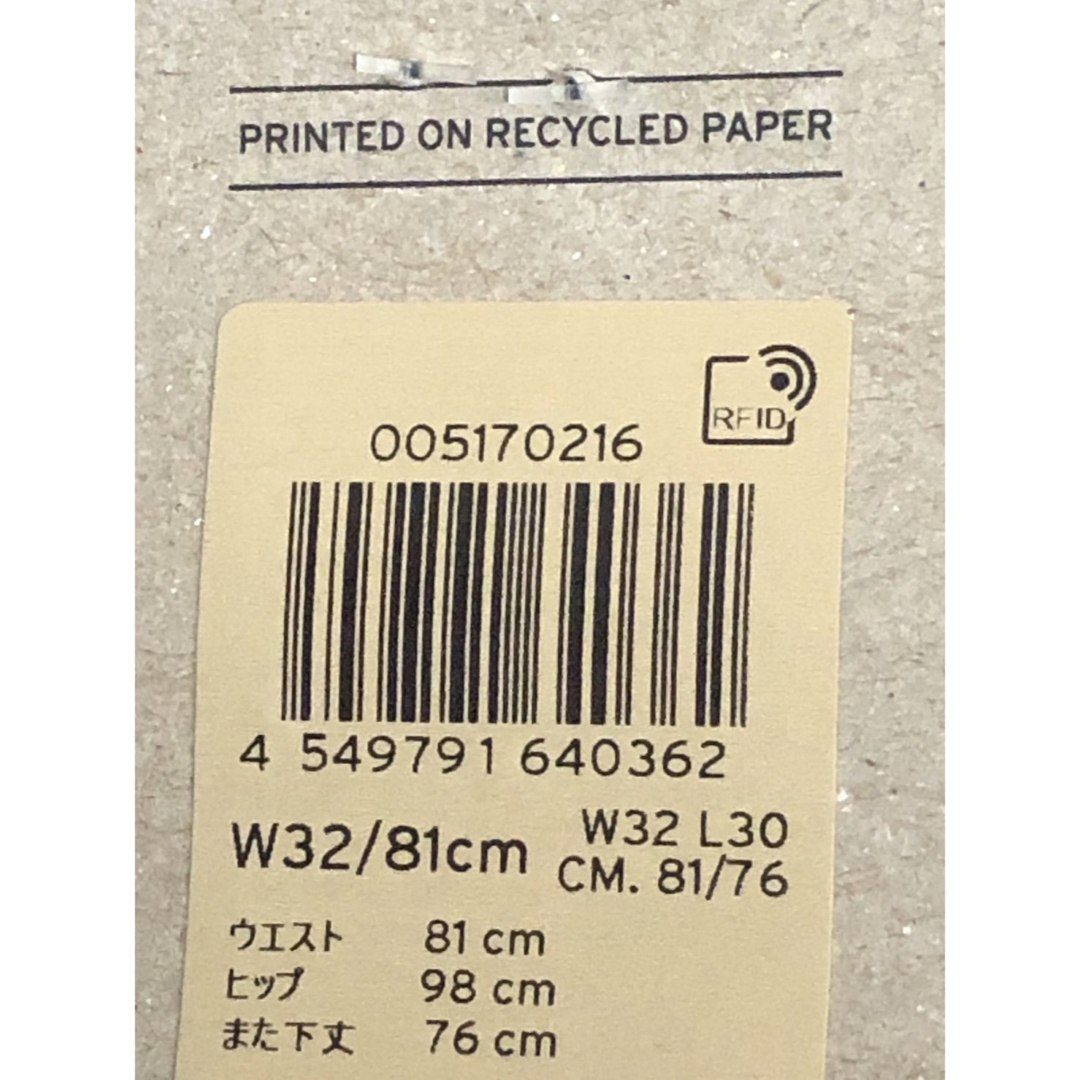 PRINTED ON RECYCLED PAPER
RFID
005170216
4 549791 640362
W32/81cm
W32 L30
CM. 81/76
ウエスト 81 cm
ヒップ 98 cm
また下丈 76 cm